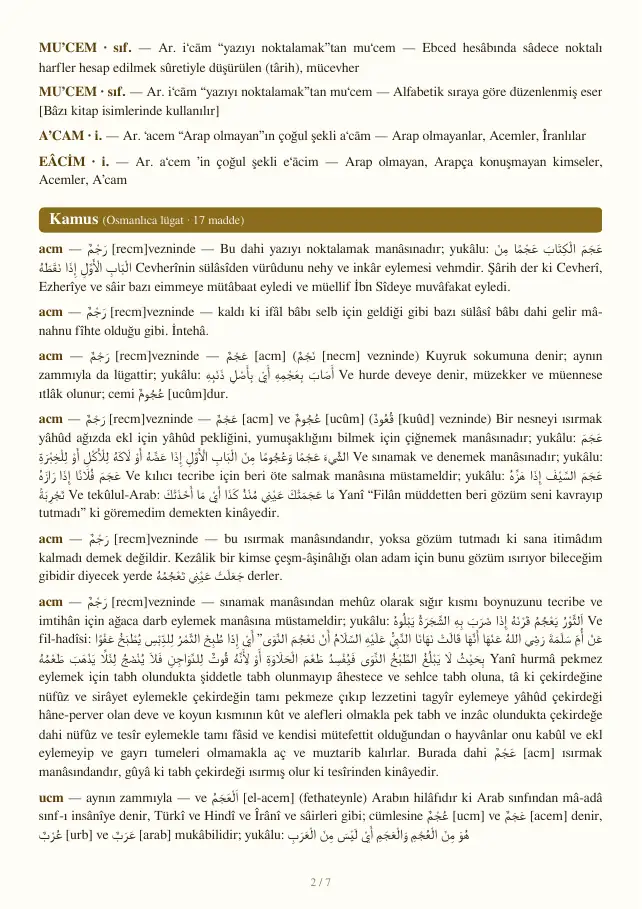 MU’CEM · sıf. — Ar. i‘cām “yazıyı noktalamak”tan mu‘cem — Ebced hesâbında sâdece noktalı
harfler hesap edilmek sûretiyle düşürülen (târih), mücevher
MU’CEM · sıf. — Ar. i‘cām “yazıyı noktalamak”tan mu‘cem — Alfabetik sıraya göre düzenlenmiş eser
[Bâzı kitap isimlerinde kullanılır]
A’CAM · i. — Ar. ‘acem “Arap olmayan”ın çoğul şekli a‘cām — Arap olmayanlar, Acemler, Îranlılar
EÂCİM · i. — Ar. a‘cem ’in çoğul şekli e‘ācim — Arap olmayan, Arapça konuşmayan kimseler,
Acemler, A’cam
Kamus (Osmanlıca lügat · 17 madde)
acm — رَجْمٌ [recm]vezninde — Bu dahi yazıyı noktalamak manâsınadır; yukâlu: عَجَمَ الْكِتَابَ عَجْمًا مِنَ
الْبَابِ الْأَوَّلِ إِذَا نَقَطَهُ Cevherînin sülâsîden vürûdunu nehy ve inkâr eylemesi vehmdir. Şârih der ki Cevherî,
Ezherîye ve sâir bazı eimmeye mütâbaat eyledi ve müellif İbn Sîdeye muvâfakat eyledi.
acm — رَجْمٌ [recm]vezninde — kaldı ki ifâl bâbı selb için geldiği gibi bazı sülâsî bâbı dahi gelir mâ-
nahnu fîhte olduğu gibi. İntehâ.
acm — رَجْمٌ [recm]vezninde — عَجْمٌ [acm] (نَجْمٌ [necm] vezninde) Kuyruk sokumuna denir; aynın
zammıyla da lügattir; yukâlu: أَصَابَ بِعَجْمِهِ أَيْ بِأَصْلِ ذَنَبِهِ Ve hurde deveye denir, müzekker ve müennese
ıtlâk olunur; cemi عُجُومٌ [ucûm]dur.
acm — رَجْمٌ [recm]vezninde — عَجْمٌ [acm] ve عُجُومٌ [ucûm] (قُعُودٌ [kuûd] vezninde) Bir nesneyi ısırmak
yâhûd ağızda ekl için yâhûd pekliğini, yumuşaklığını bilmek için çiğnemek manâsınadır; yukâlu: عَجَمَ
الشَّيْءَ عَجْمًا وَعُجُومًا مِنَ الْبَابِ الْأَوَّلِ إِذَا عَضَّهُ أَوْ لَاكَهُ لِلْأَكْلِ أَوْ لِلْخِبْرَةِ Ve sınamak ve denemek manâsınadır; yukâlu:
عَجَمَ فُلَانًا إِذَا رَازَهُ Ve kılıcı tecribe için beri öte salmak manasına müstameldir; yukâlu: عَجَمَ السَّيْفَ إِذَا هَزَّهُ
تَجْرِبَةً Ve tekûlul-Arab: مَا عَجَمَتْكَ عَيْنِي مُنْذُ كَذَا أَيْ مَا أَخَذَتْكَ Yanî “Filân müddetten beri gözüm seni kavrayıp
tutmadı” ki göremedim demekten kinâyedir.
acm — رَجْمٌ [recm]vezninde — bu ısırmak manâsındandır, yoksa gözüm tutmadı ki sana itimâdım
kalmadı demek değildir. Kezâlik bir kimse çeşm-âşinâlığı olan adam için bunu gözüm ısırıyor bileceğim
gibidir diyecek yerde جَعَلَتْ عَيْنِي تَعْجُمُهُ derler.
acm — رَجْمٌ [recm]vezninde — sınamak manâsından mehûz olarak sığır kısmı boynuzunu tecribe ve
imtihân için ağaca darb eylemek manâsına müstameldir; yukâlu: اَلثَّوْرُ يَعْجُمُ قَرْنَهُ إِذَا ضَرَبَ بِهِ الشَّجَرَةَ يَبْلُوهُ Ve
fil-hadîsi: عَنْ أُمِّ سَلَمَةَ رَضِيَ اللهُ عَنْهَا أَنَّهَا قَالَتْ نَهَانَا النَّبِيُّ عَلَيْهِ السَّلَامُ أَنْ نَعْجُمَ النَّوَى” أَيْ إِذَا طُبِخَ التَّمْرُ لِلدِّبْسِ يُطْبَخُ عَفْوًا
بِحَيْثُ لَا يَبْلُغُ الطَّبْخُ النَّوَى فَيُفْسِدُ طَعْمَ الْحَلَاوَةِ أَوْ لِأَنَّهُ قُوتٌ لِلدَّوَاجِنِ فَلَا يُنْضَجُ لِئَلَّا يَذْهَبَ طَعْمُهُ Yanî hurmâ pekmez
eylemek için tabh olundukta şiddetle tabh olunmayıp âhestece ve sehlce tabh oluna, tâ ki çekirdeğine
nüfûz ve sirâyet eylemekle çekirdeğin tamı pekmeze çıkıp lezzetini tagyîr eylemeye yâhûd çekirdeği
hâne-perver olan deve ve koyun kısmının kût ve alefleri olmakla pek tabh ve inzâc olundukta çekirdeğe
dahi nüfûz ve tesîr eylemekle tamı fâsid ve kendisi mütefettit olduğundan o hayvânlar onu kabûl ve ekl
eylemeyip ve gayrı tumeleri olmamakla aç ve muztarib kalırlar. Burada dahi عَجْمٌ [acm] ısırmak
manâsındandır, gûyâ ki tabh çekirdeği ısırmış olur ki tesîrinden kinâyedir.
ucm — aynın zammıyla — ve اَلْعَجَمُ [el-acem] (fethateynle) Arabın hilâfıdır ki Arab sınfından mâ-adâ
sınf-ı insânîye denir, Türkî ve Hindî ve Îrânî ve sâirleri gibi; cümlesine عُجْمٌ [ucm] ve عَجَمٌ [acem] denir,
عُرْبٌ [urb] ve عَرَبٌ [arab] mukâbilidir; yukâlu: هُوَ مِنَ الْعُجْمِ وَالْعَجَمِ أَيْ لَيْسَ مِنَ الْعَرَبِ
2 / 7